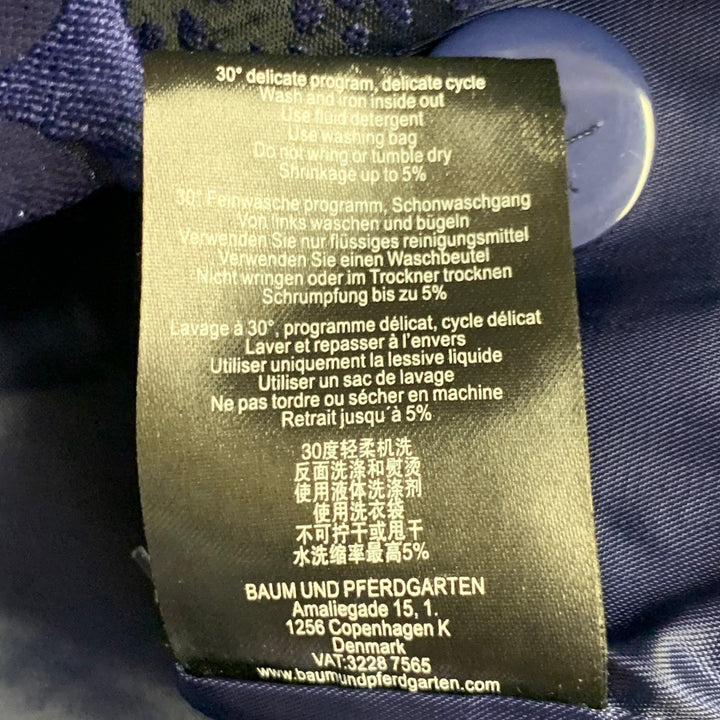 30° delicate program, delicate cycle
Wash and iron inside out
Use fluid detergent
Use washing bag
Do not wring or tumble dry
Shrinkage up to 5%
30° Feinwäsche programm, Schonwaschgang
Von links waschen und bügeln
Verwenden Sie nur flüssiges reinigungsmittel
Verwenden Sie einen Waschbeutel
Nicht wringen oder im Trockner trocknen
Schrumpfung bis zu 5%
Lavage à 30°, programme délicat, cycle délicat
Laver et repasser à l'envers
Utiliser uniquement la lessive liquide
Utiliser un sac de lavage
Ne pas tordre ou sécher en machine
Retrait jusqu'à 5%
30度轻柔机洗
反面洗涤和熨烫
使用液体洗涤剂
使用洗衣袋
不可拧干或甩干
水洗缩率最高5%
BAUM UND PFERDGARTEN
Amaliegade 15, 1.
1256 Copenhagen K
Denmark
VAT:3228 7565
www.baumundpferdgarten.com